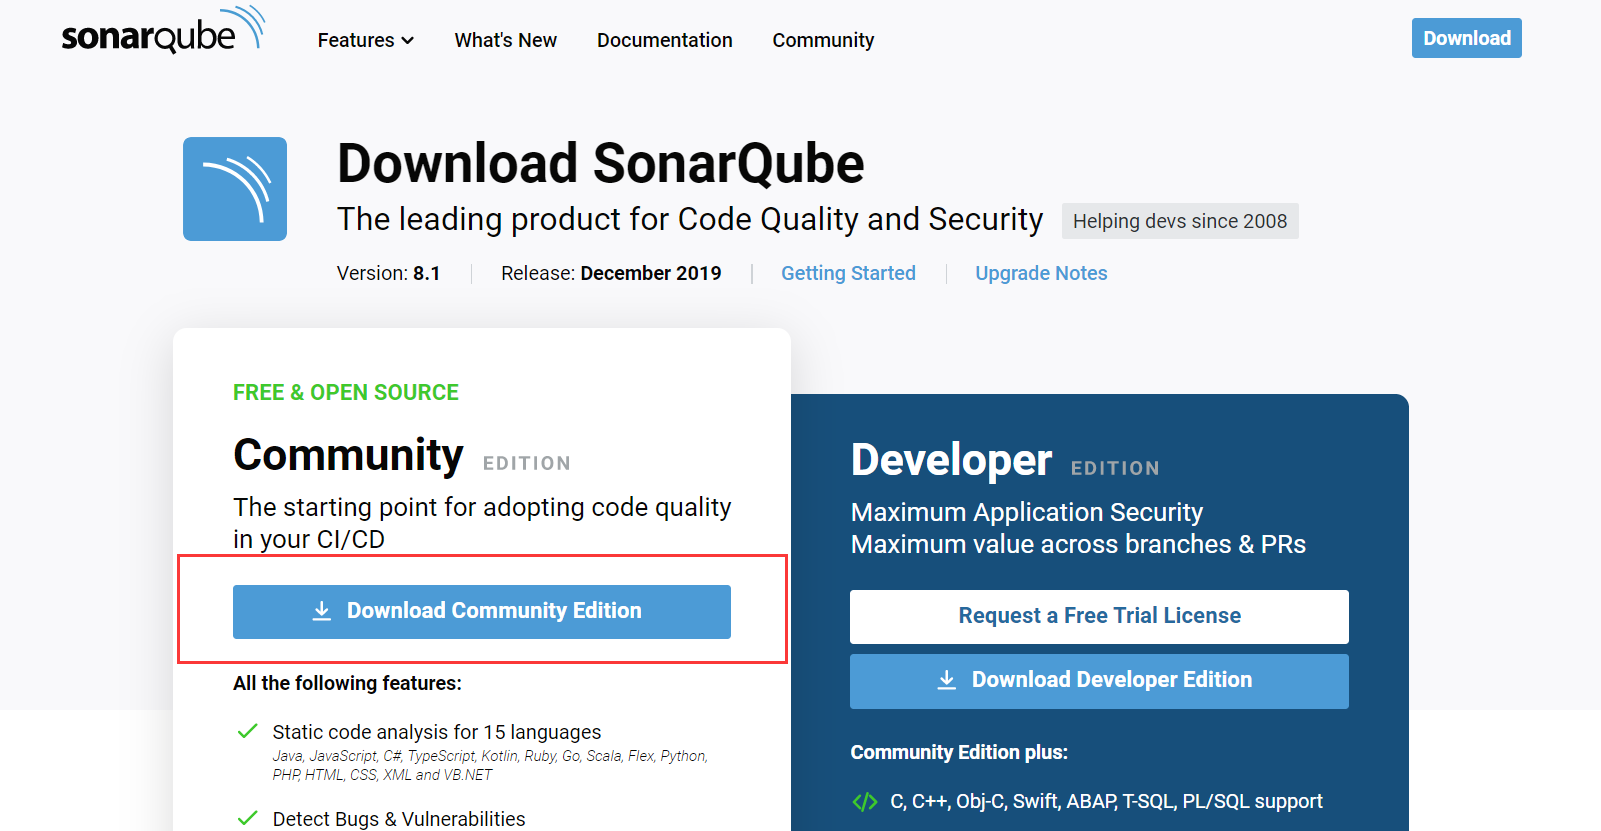 sonarqube
Features
What's New
Documentation
Community
Download
Download SonarQube
The leading product for Code Quality and Security
Helping devs since 2008
Version: 8.1
Release: December 2019
Getting Started
Upgrade Notes
FREE & OPEN SOURCE
Community EDITION
The starting point for adopting code quality
in your CI/CD
Download Community Edition
All the following features:
Static code analysis for 15 languages
Java, JavaScript, C#, TypeScript, Kotlin, Ruby, Go, Scala, Flex, Python,
PHP, HTML, CSS, XML and VB.NET
Detect Bugs & Vulnerabilities
Developer EDITION
Maximum Application Security
Maximum value across branches & PRs
Request a Free Trial License
Download Developer Edition
Community Edition plus:
C, C++, Obj-C, Swift, ABAP, T-SQL, PL/SQL support